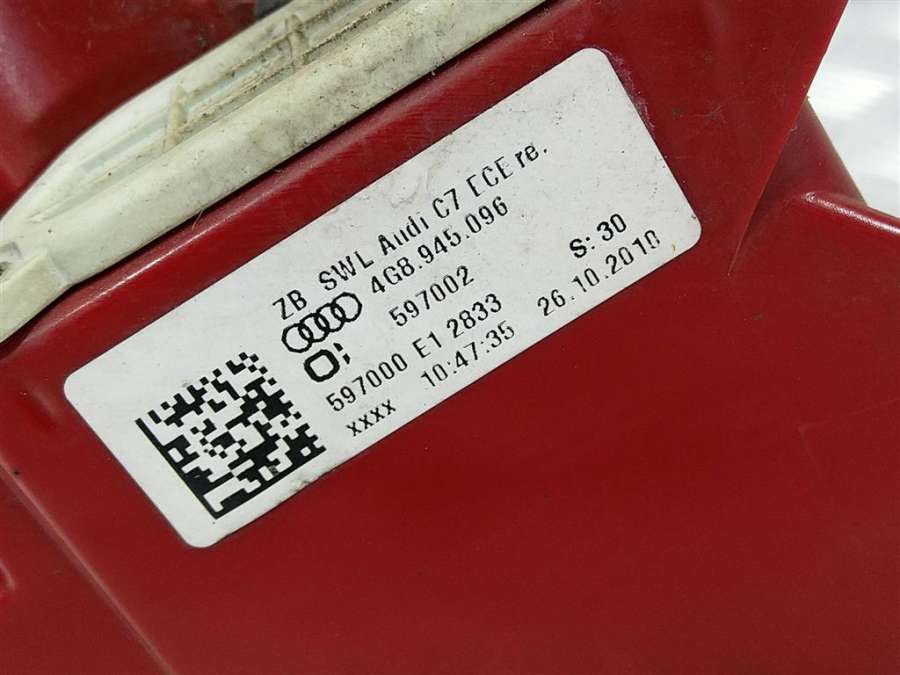 ZB SWL Audi C7 ECE re.
4G8.945.096
597002 S: 30
597000 E1 2833 26.10.2010
xxxx 10:47:35